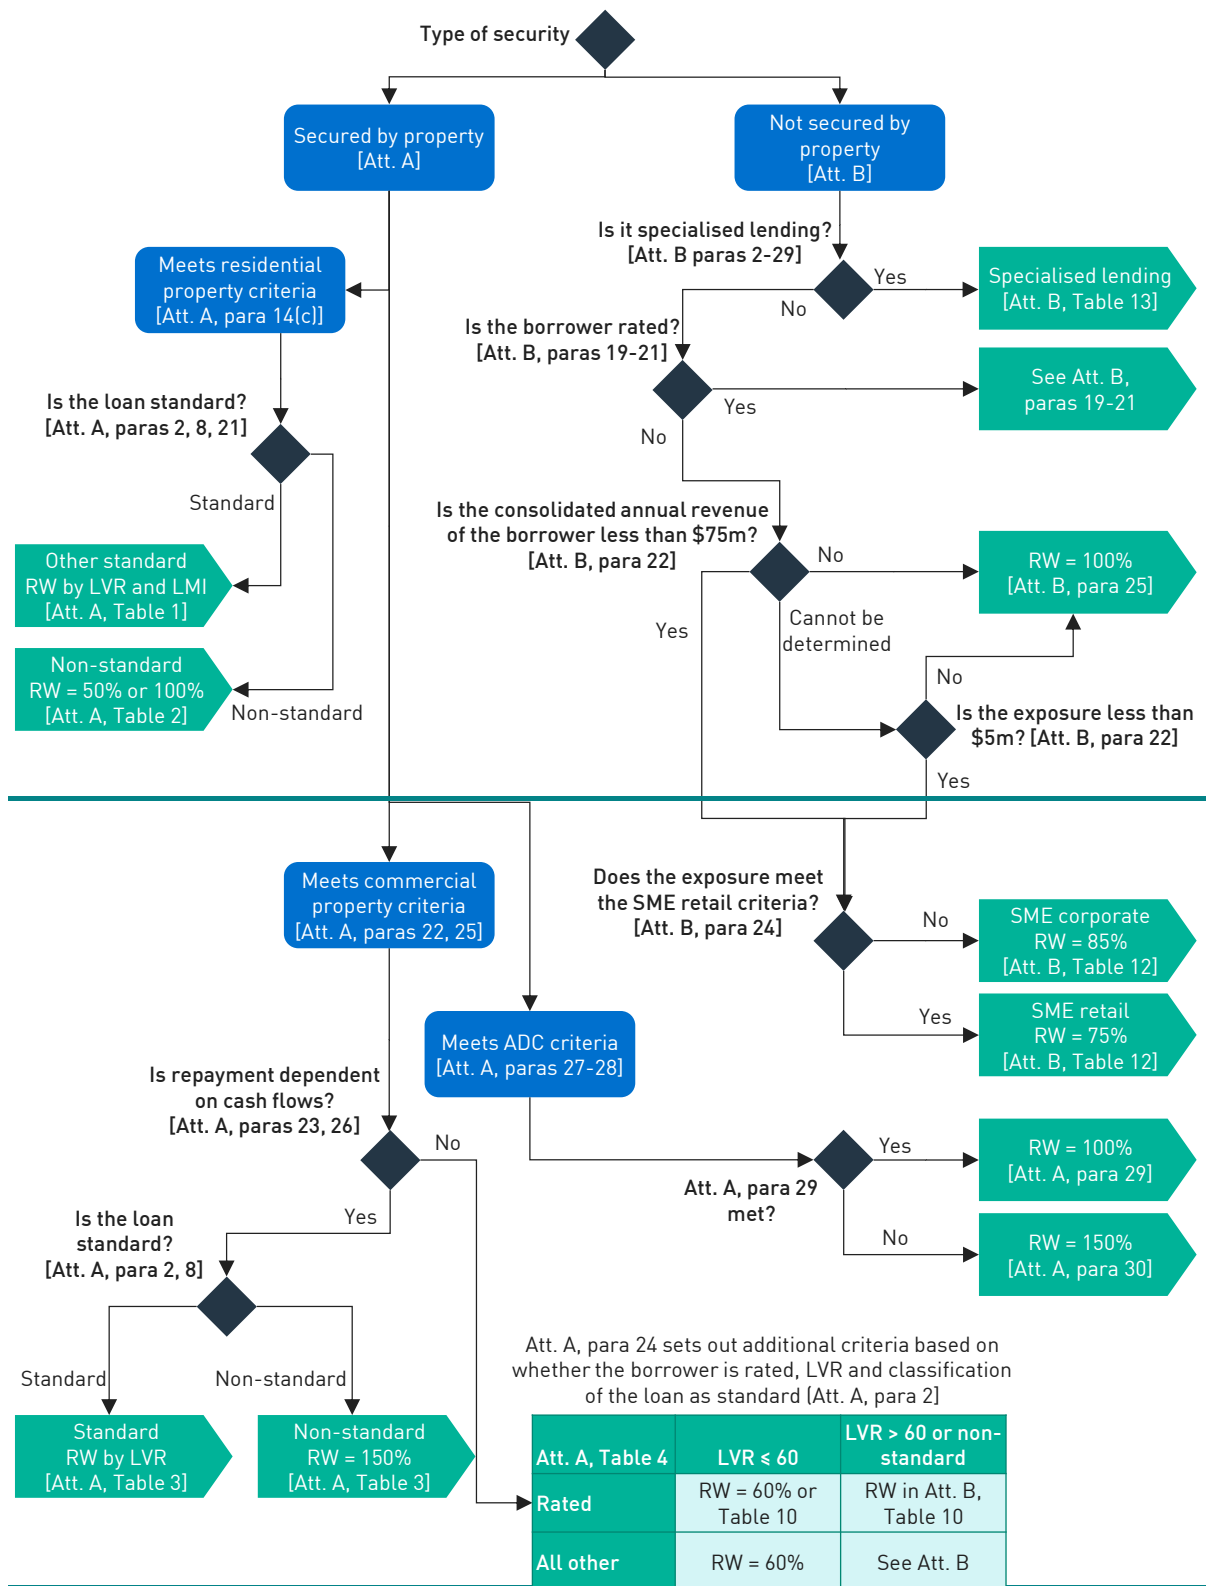 Type of security
Secured by property
[Att. A]
Not secured by
property
[Att. B]
Is it specialised lending?
[Att. B paras 2-29]
Yes
No
Specialised lending
[Att. B, Table 13]
Meets residential
property criteria
[Att. A, para 14(c)]
Is the borrower rated?
[Att. B, paras 19-21]
Yes
No
See Att. B,
paras 19-21
Is the loan standard?
[Att. A, paras 2, 8, 21]
Standard
Non-standard
Other standard
RW by LVR and LMI
[Att. A, Table 1]
Non-standard
RW = 50% or 100%
[Att. A, Table 2]
Is the consolidated annual revenue
of the borrower less than $75m?
[Att. B, para 22]
No
Yes
Cannot be
determined
RW = 100%
[Att. B, para 25]
No
Is the exposure less than
$5m? [Att. B, para 22]
Yes
Meets commercial
property criteria
[Att. A, paras 22, 25]
Does the exposure meet
the SME retail criteria?
[Att. B, para 24]
No
Yes
SME corporate
RW = 85%
[Att. B, Table 12]
SME retail
RW = 75%
[Att. B, Table 12]
Meets ADC criteria
[Att. A, paras 27-28]
Is repayment dependent
on cash flows?
[Att. A, paras 23, 26]
No
Yes
Att. A, para 29
met?
Yes
No
RW = 100%
[Att. A, para 29]
RW = 150%
[Att. A, para 30]
Is the loan
standard?
[Att. A, para 2, 8]
Standard
Non-standard
Standard
RW by LVR
[Att. A, Table 3]
Non-standard
RW = 150%
[Att. A, Table 3]
Att. A, para 24 sets out additional criteria based on
whether the borrower is rated, LVR and classification
of the loan as standard (Att. A, para 2]
Att. A, Table 4
LVR ≤ 60
LVR > 60 or non-
standard
Rated
RW = 60% or
Table 10
RW in Att. B,
Table 10
All other
RW = 60%
See Att. B